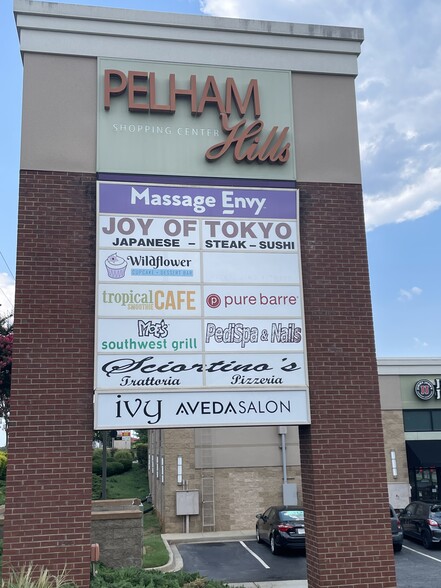 PELHAM
SHOPPING CENTER
Hills
Massage Envy
JOY OF TOKYO
JAPANESE – STEAK – SUSHI
Wildflower
CUPCAKE + DESSERT BAR
tropical CAFE
SMOOTHIE
pure barre
Moe's
southwest grill
PediSpa & Nails
Sciortino's
Trattoria Pizzeria
ivy AVEDA SALON